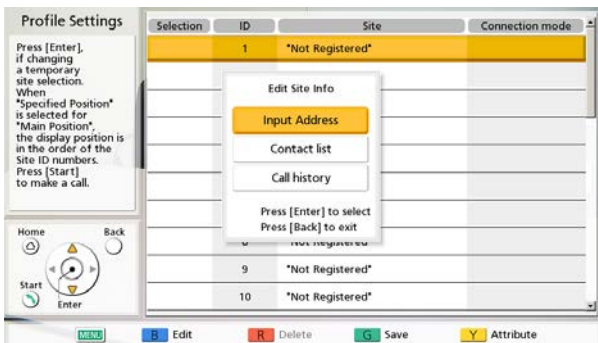 Profile Settings
Press [Enter],
if changing
a temporary
site selection.
When
"Specified Position"
is selected for
"Main Position",
the display position is
in the order of the
Site ID numbers.
Press [Start]
to make a call.
Home Back
Start
Enter
Selection ID Site Connection mode
1 "Not Registered"
Edit Site Info
Input Address
Contact list
Call history
Press [Enter] to select
Press [Back] to exit
8 "Not Registered"
9 "Not Registered"
10 "Not Registered"
MENU B Edit R Delete G Save Y Attribute